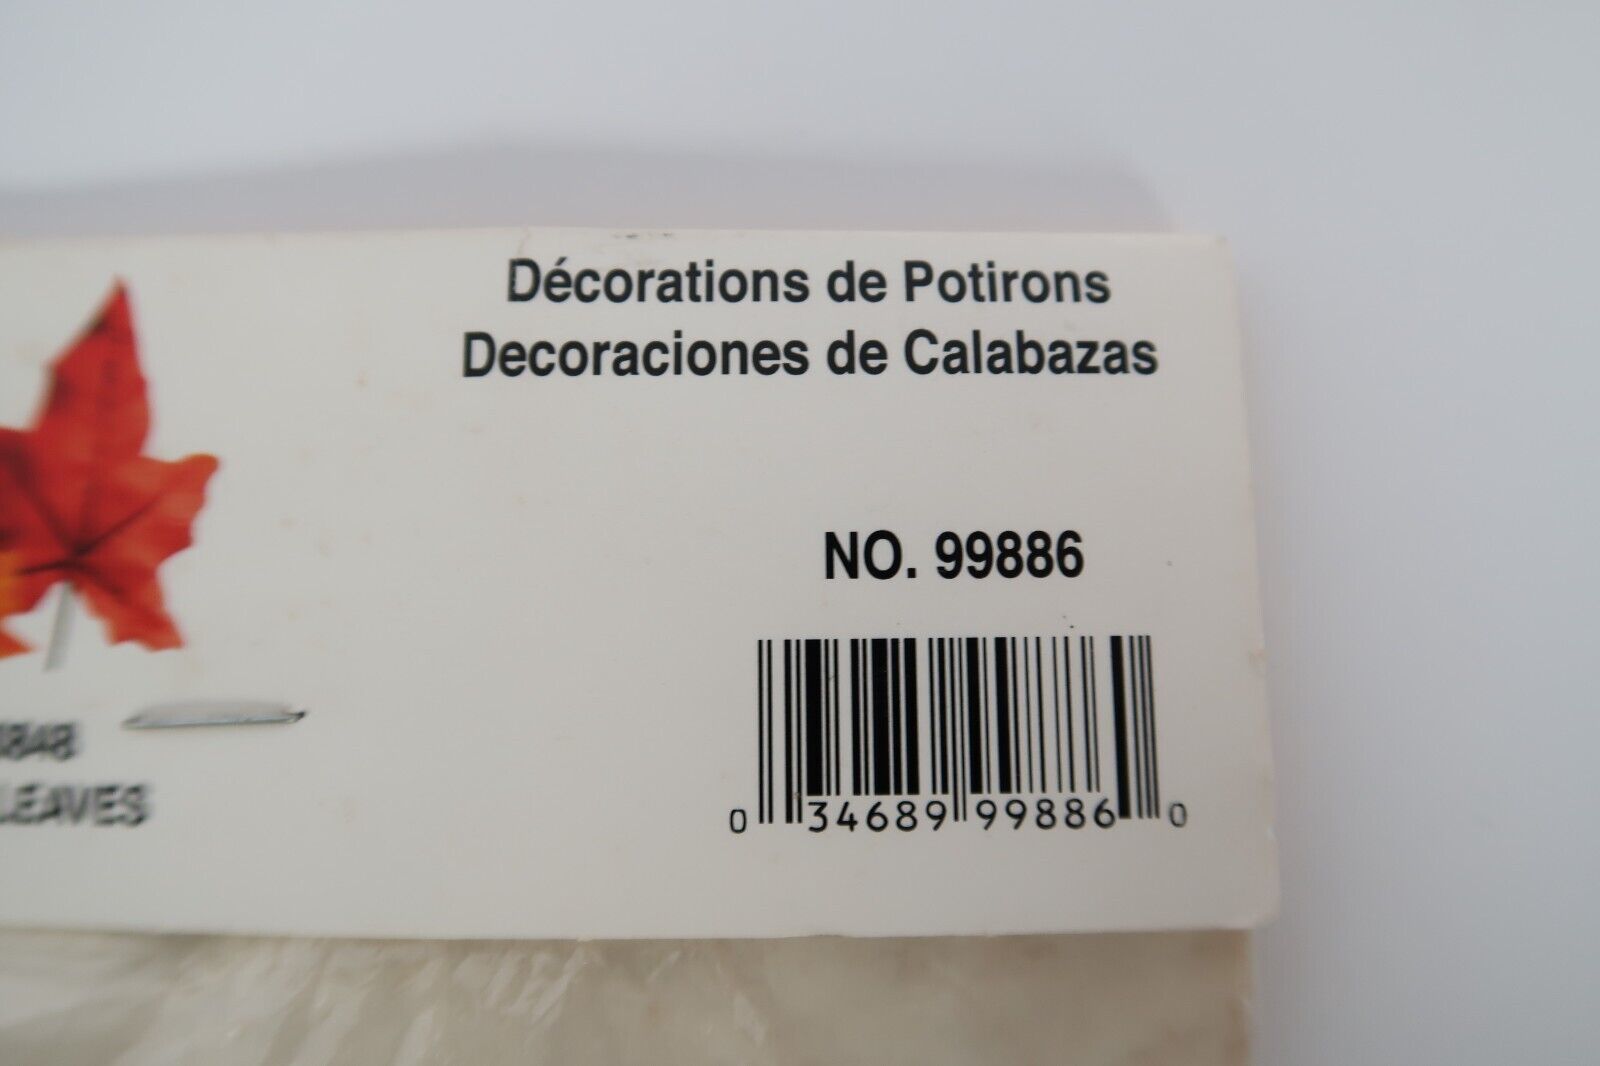 Décorations de Potirons
Decoraciones de Calabazas
NO. 99886
0 34689 99886 0
LEAVES